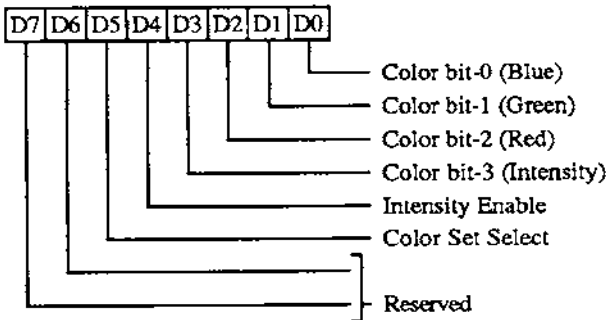 D7 D6 D5 D4 D3 D2 D1 D0
Color bit-0 (Blue)
Color bit-1 (Green)
Color bit-2 (Red)
Color bit-3 (Intensity)
Intensity Enable
Color Set Select
Reserved